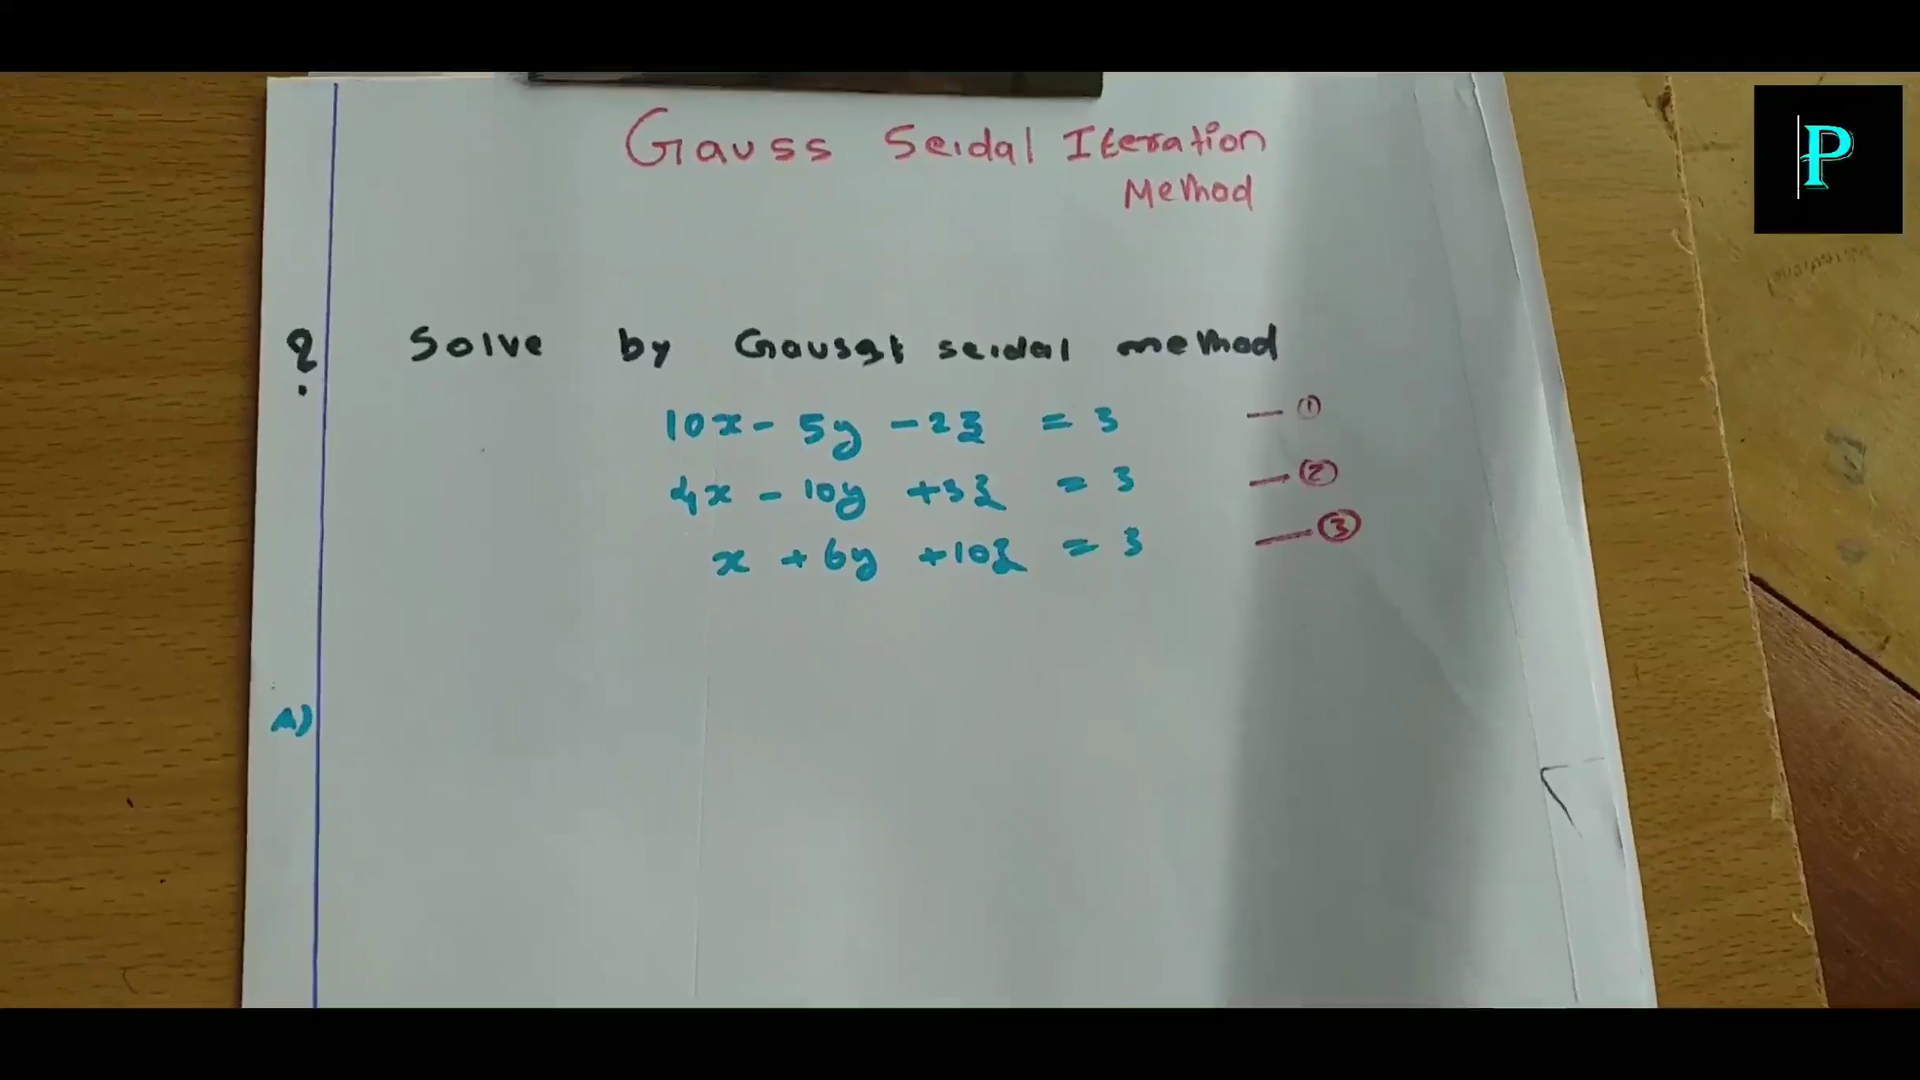 Gauss Seidal Iteration
Method
? Solve by Gausst seidal method
10x - 5y - 2z = 3 — ①
4x - 10y + 3z = 3 — ②
x + 6y + 10z = 3 — ③
A)
P